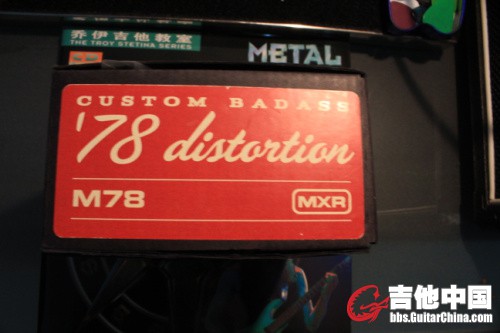 乔伊吉他教室
THE TROY STETINA SERIES
METAL
CUSTOM BADASS
'78 distortion
M78
MXR
吉他中国
bbs.GuitarChina.com